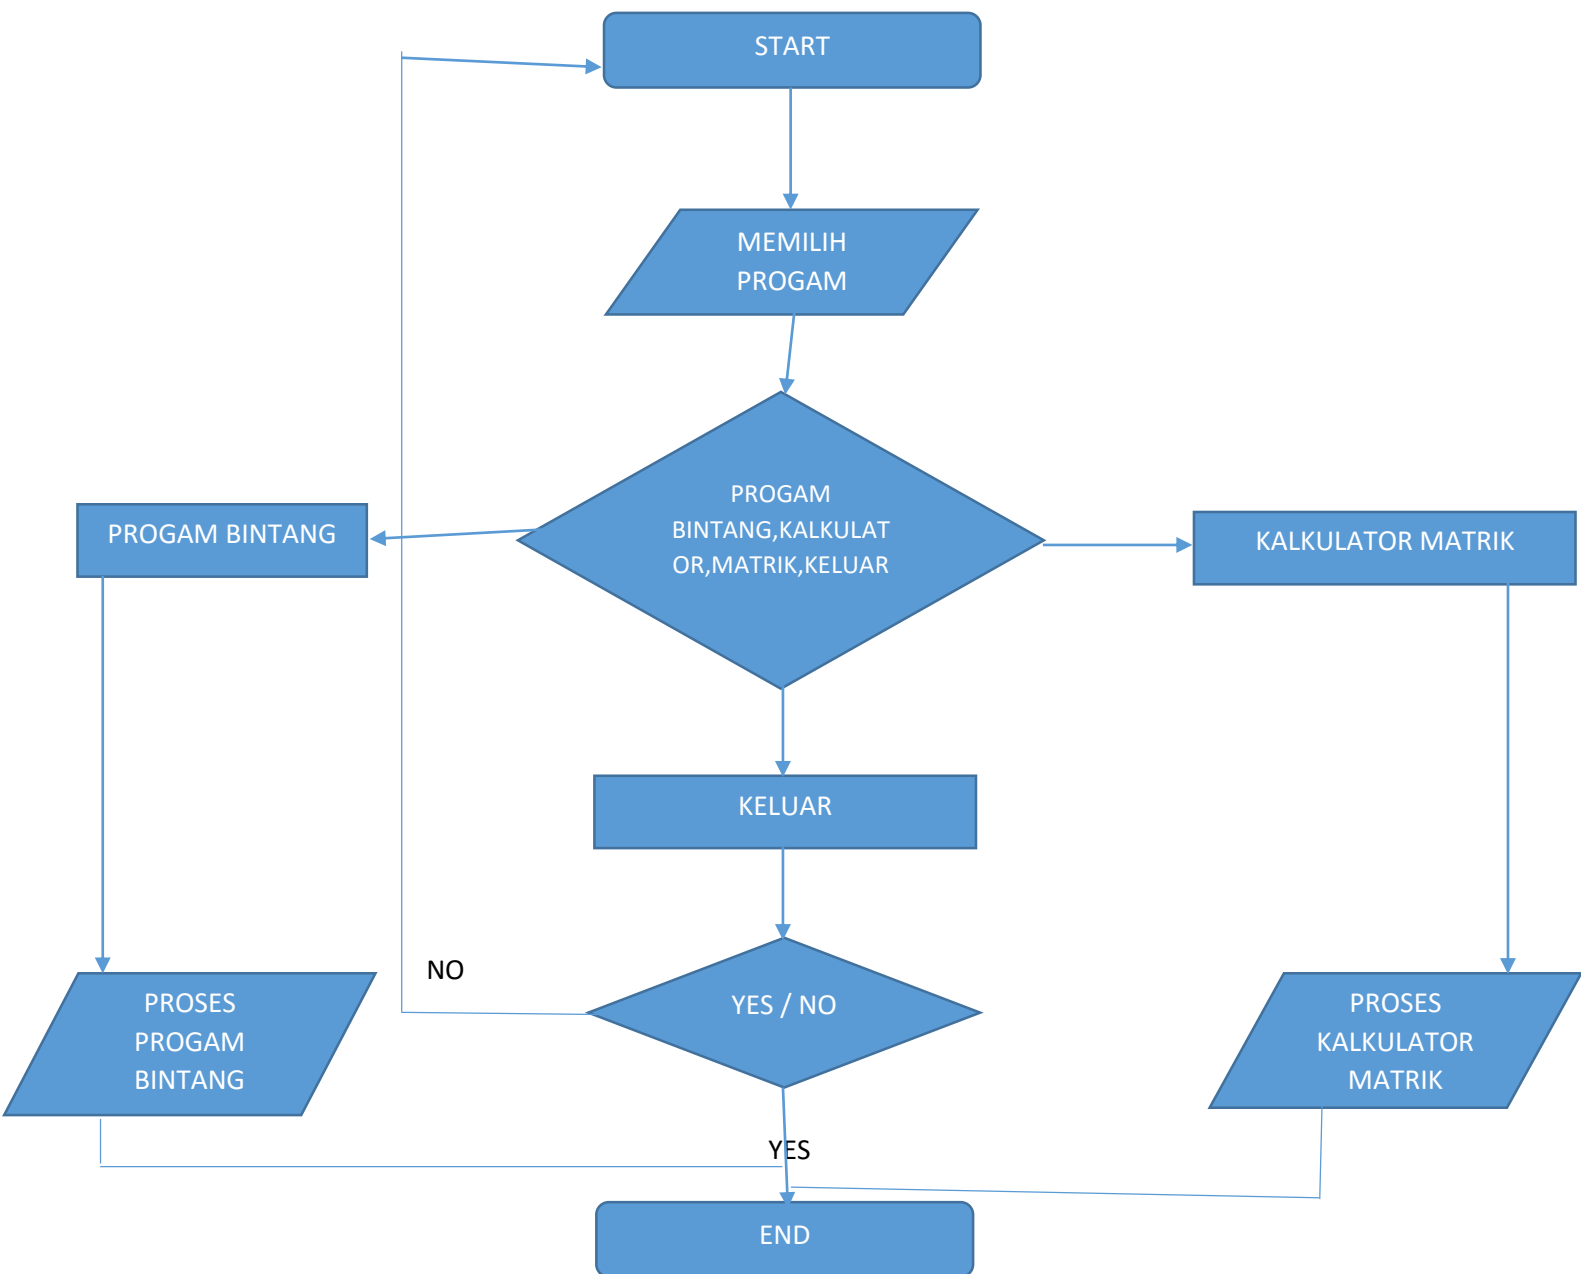 START
MEMILIH
PROGAM
PROGAM
BINTANG,KALKULAT
OR,MATRIK,KELUAR
PROGAM BINTANG
KALKULATOR MATRIK
KELUAR
NO
YES / NO
PROSES
PROGAM
BINTANG
PROSES
KALKULATOR
MATRIK
YES
END